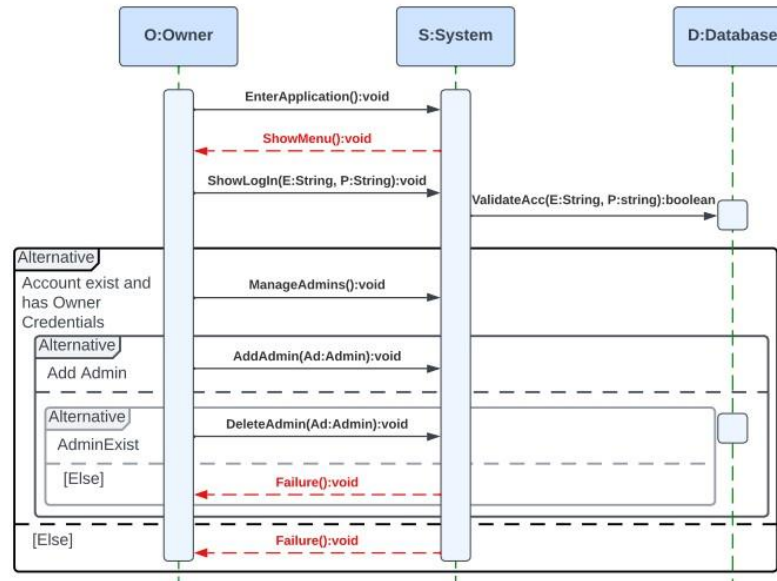 O:Owner
S:System
D:Database
EnterApplication():void
ShowMenu():void
ShowLogIn(E:String, P:String):void
ValidateAcc(E:String, P:string):boolean
Alternative
Account exist and
has Owner
Credentials
ManageAdmins():void
Alternative
AddAdmin(Ad:Admin):void
Add Admin
Alternative
DeleteAdmin(Ad:Admin):void
AdminExist
[Else]
Failure():void
[Else]
Failure():void